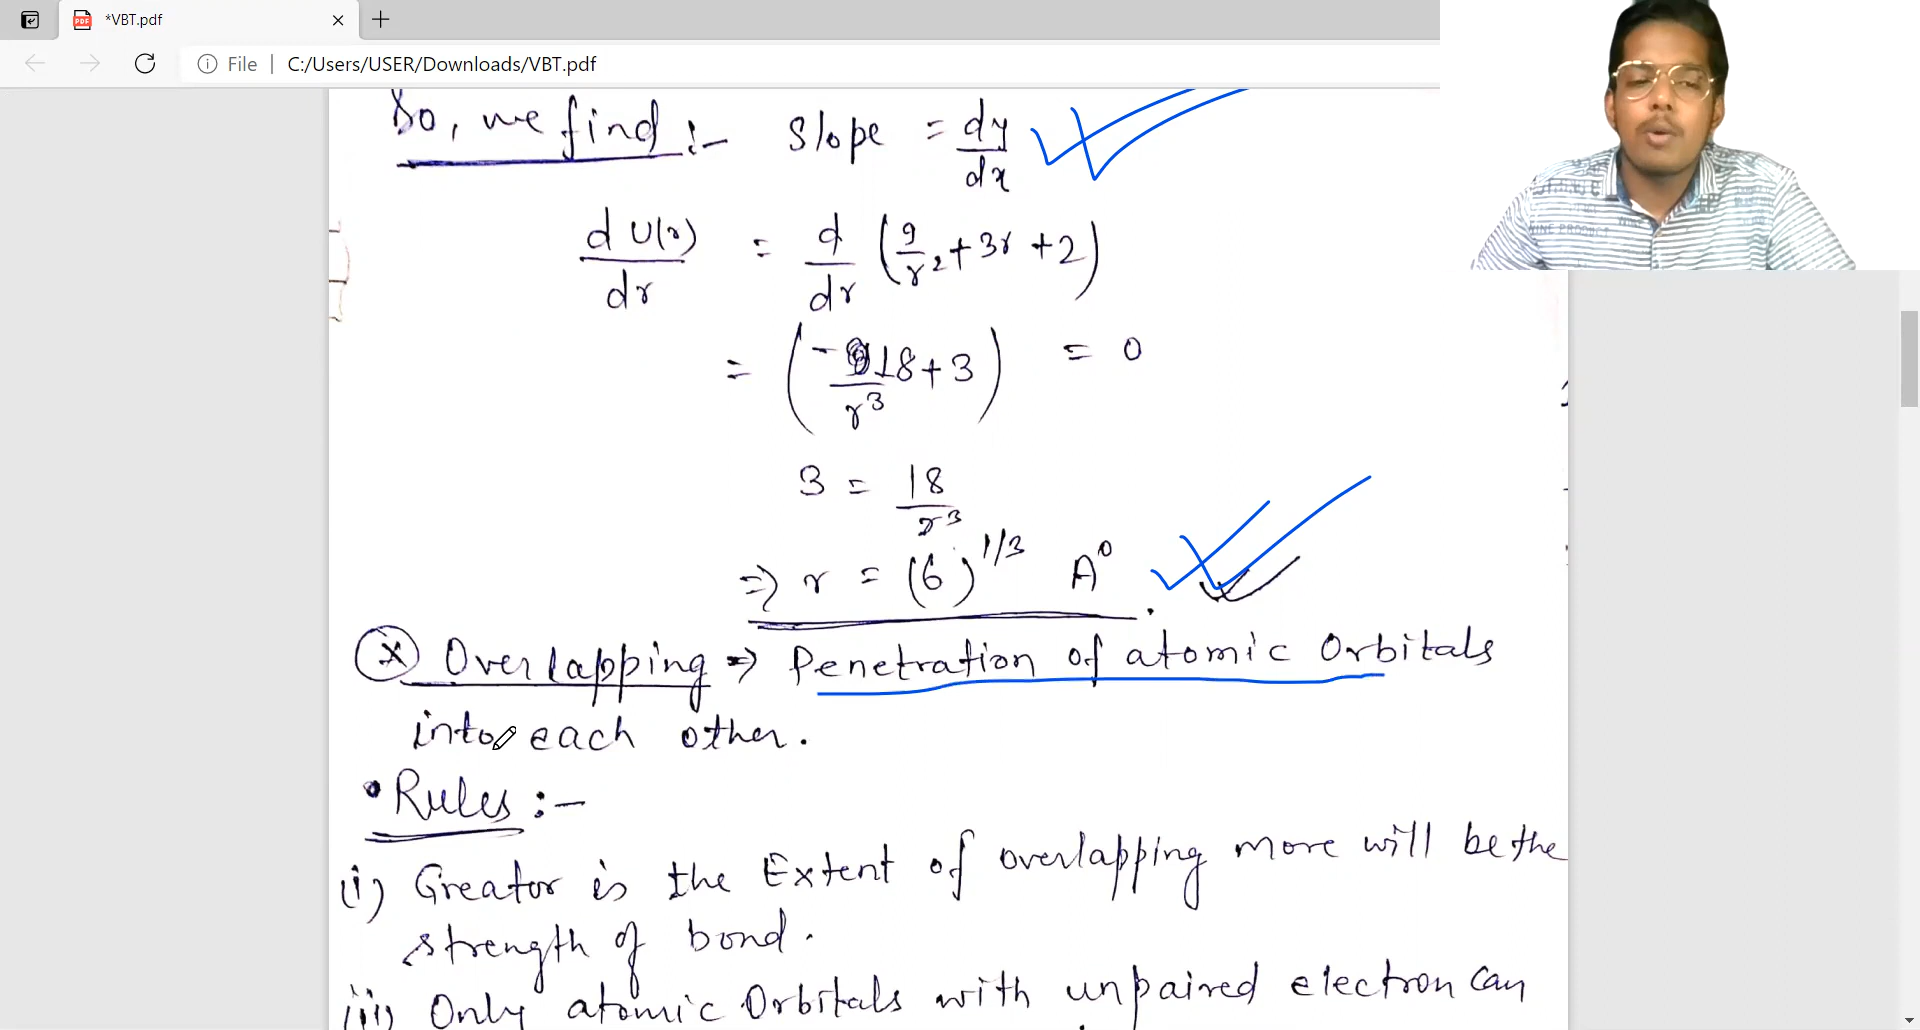 *VBT.pdf
File | C:/Users/USER/Downloads/VBT.pdf
So, we find :- Slope = dy/dx
d U(r)/dr = d/dr (9/r2 + 3r + 2)
= (-18/r3 + 3) = 0
3 = 18/r3
=> r = (6)^1/3 A°
Overlapping => Penetration of atomic Orbitals
into each other.
• Rules :-
(i) Greator is the Extent of overlapping more will be the
strength of bond.
(ii) Only atomic Orbitals with unpaired electron can